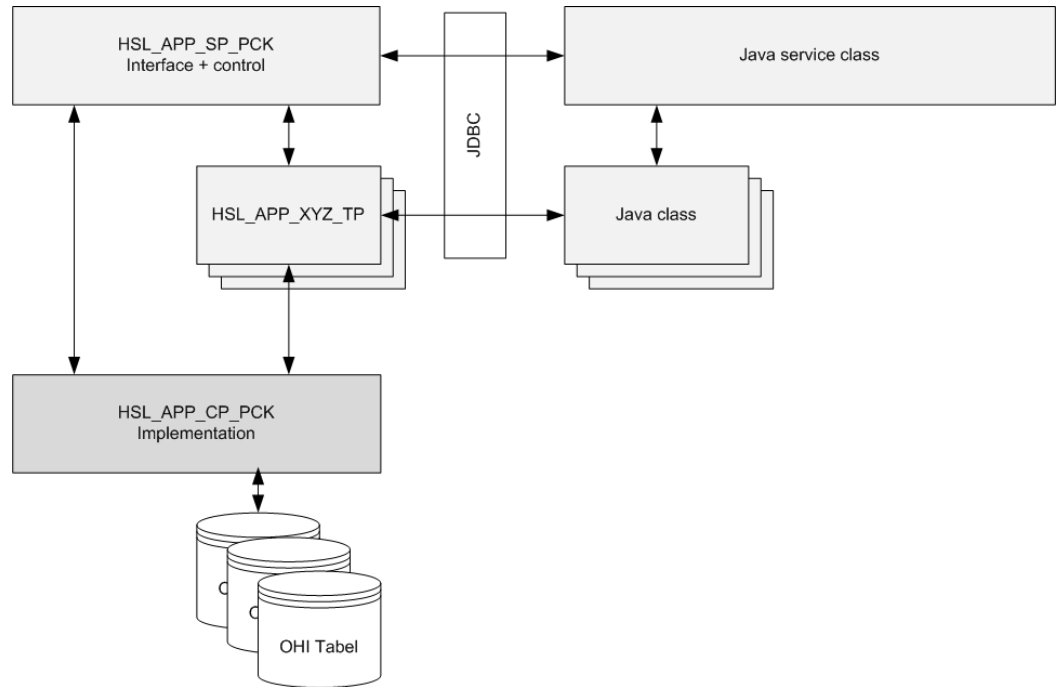 HSL_APP_SP_PCK
Interface + control
Java service class
JDBC
HSL_APP_XYZ_TP
Java class
HSL_APP_CP_PCK
Implementation
O
O
OHI Tabel